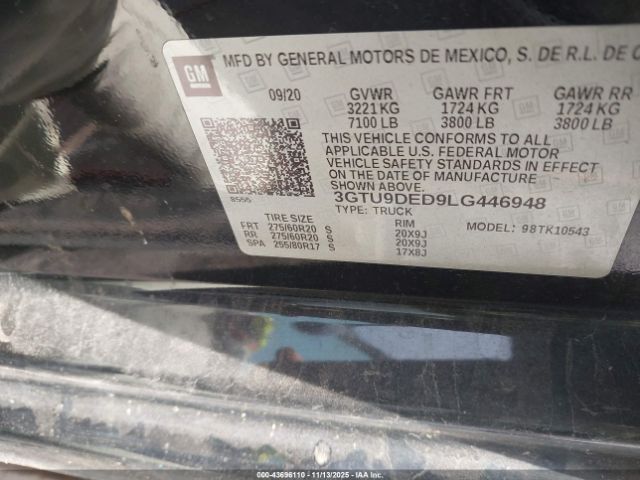 GM
MFD BY GENERAL MOTORS DE MEXICO, S. DE R.L. DE C
09/20 GVWR GAWR FRT GAWR RR
3221 KG 1724 KG 1724 KG
7100 LB 3800 LB 3800 LB
THIS VEHICLE CONFORMS TO ALL
APPLICABLE U.S. FEDERAL MOTOR
VEHICLE SAFETY STANDARDS IN EFFECT
ON THE DATE OF MANUFACTURE
SHOWN ABOVE.
8555
3GTU9DED9LG446948
TYPE: TRUCK
TIRE SIZE RIM MODEL: 98TK10543
FRT 275/60R20 S 20X9J
RR 275/60R20 S 20X9J
SPA 255/80R17 S 17X8J
000-43696110 - 11/13/2025 - IAAI.COM